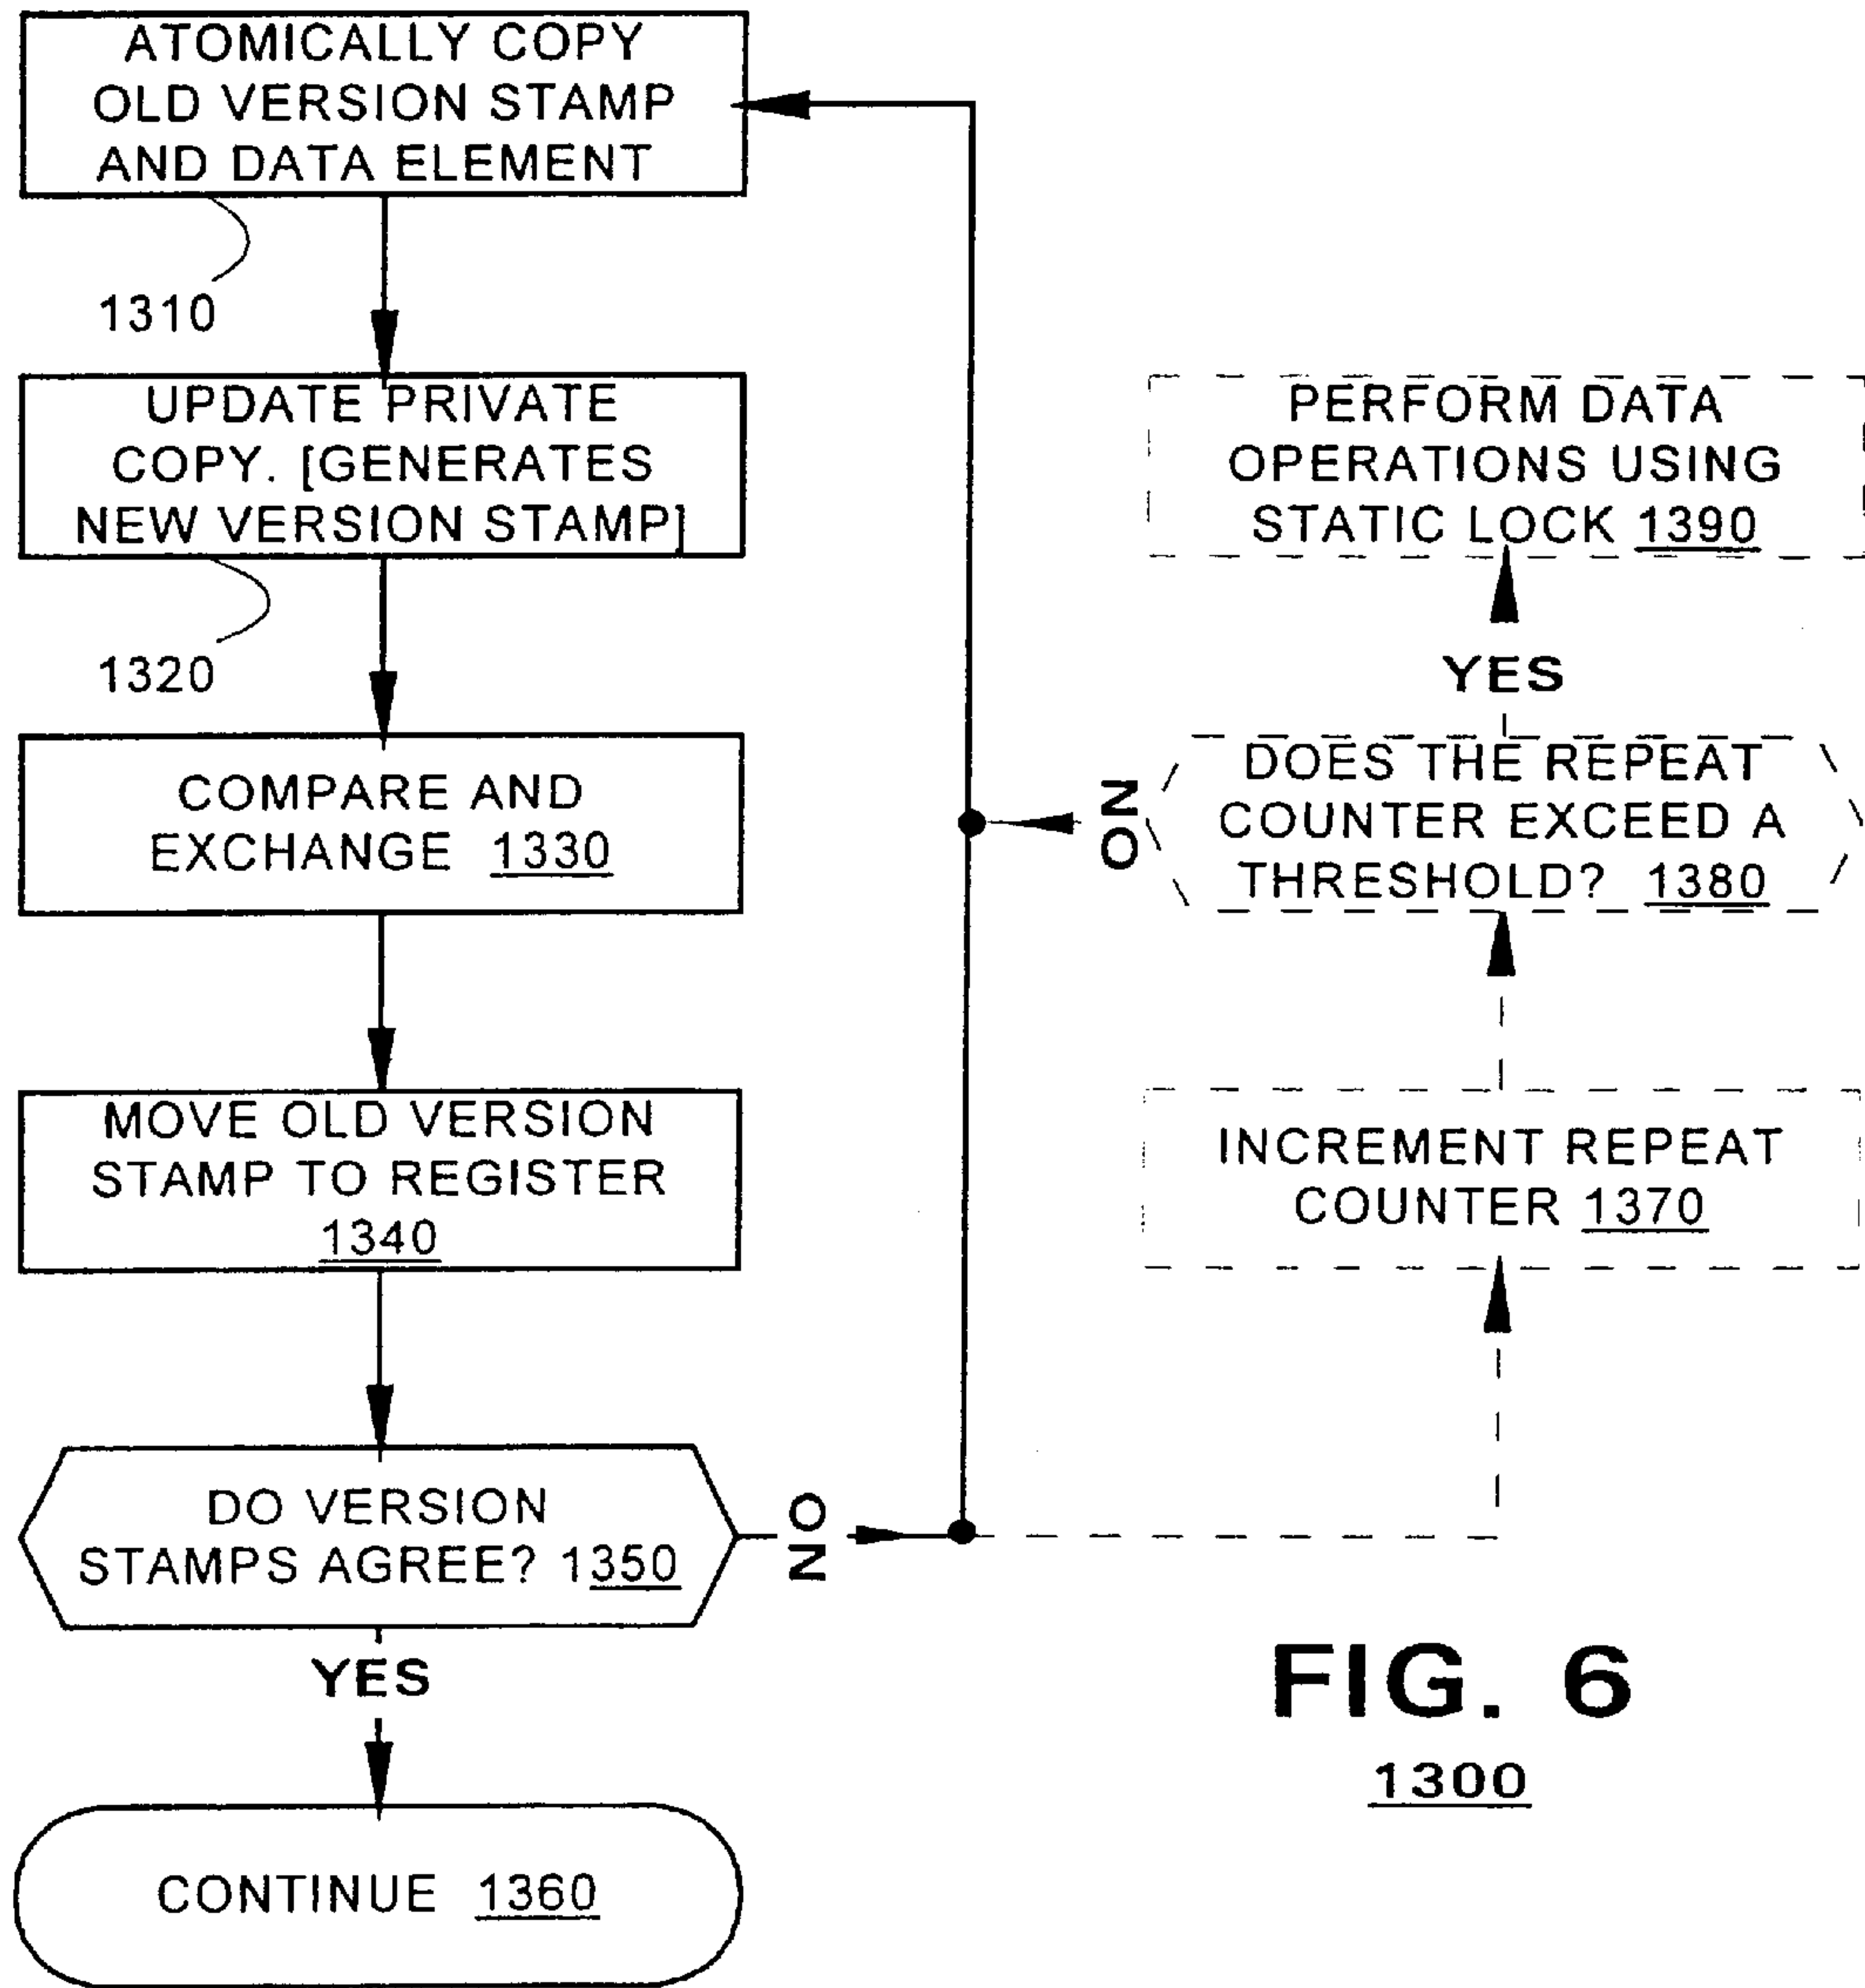 ATOMICALLY COPY
OLD VERSION STAMP
AND DATA ELEMENT
1310
UPDATE PRIVATE
COPY. [GENERATES
NEW VERSION STAMP]
1320
COMPARE AND
EXCHANGE 1330
MOVE OLD VERSION
STAMP TO REGISTER
1340
DO VERSION
STAMPS AGREE? 1350
NO
YES
CONTINUE 1360
PERFORM DATA
OPERATIONS USING
STATIC LOCK 1390
YES
DOES THE REPEAT
COUNTER EXCEED A
THRESHOLD? 1380
NO
INCREMENT REPEAT
COUNTER 1370
FIG. 6
1300